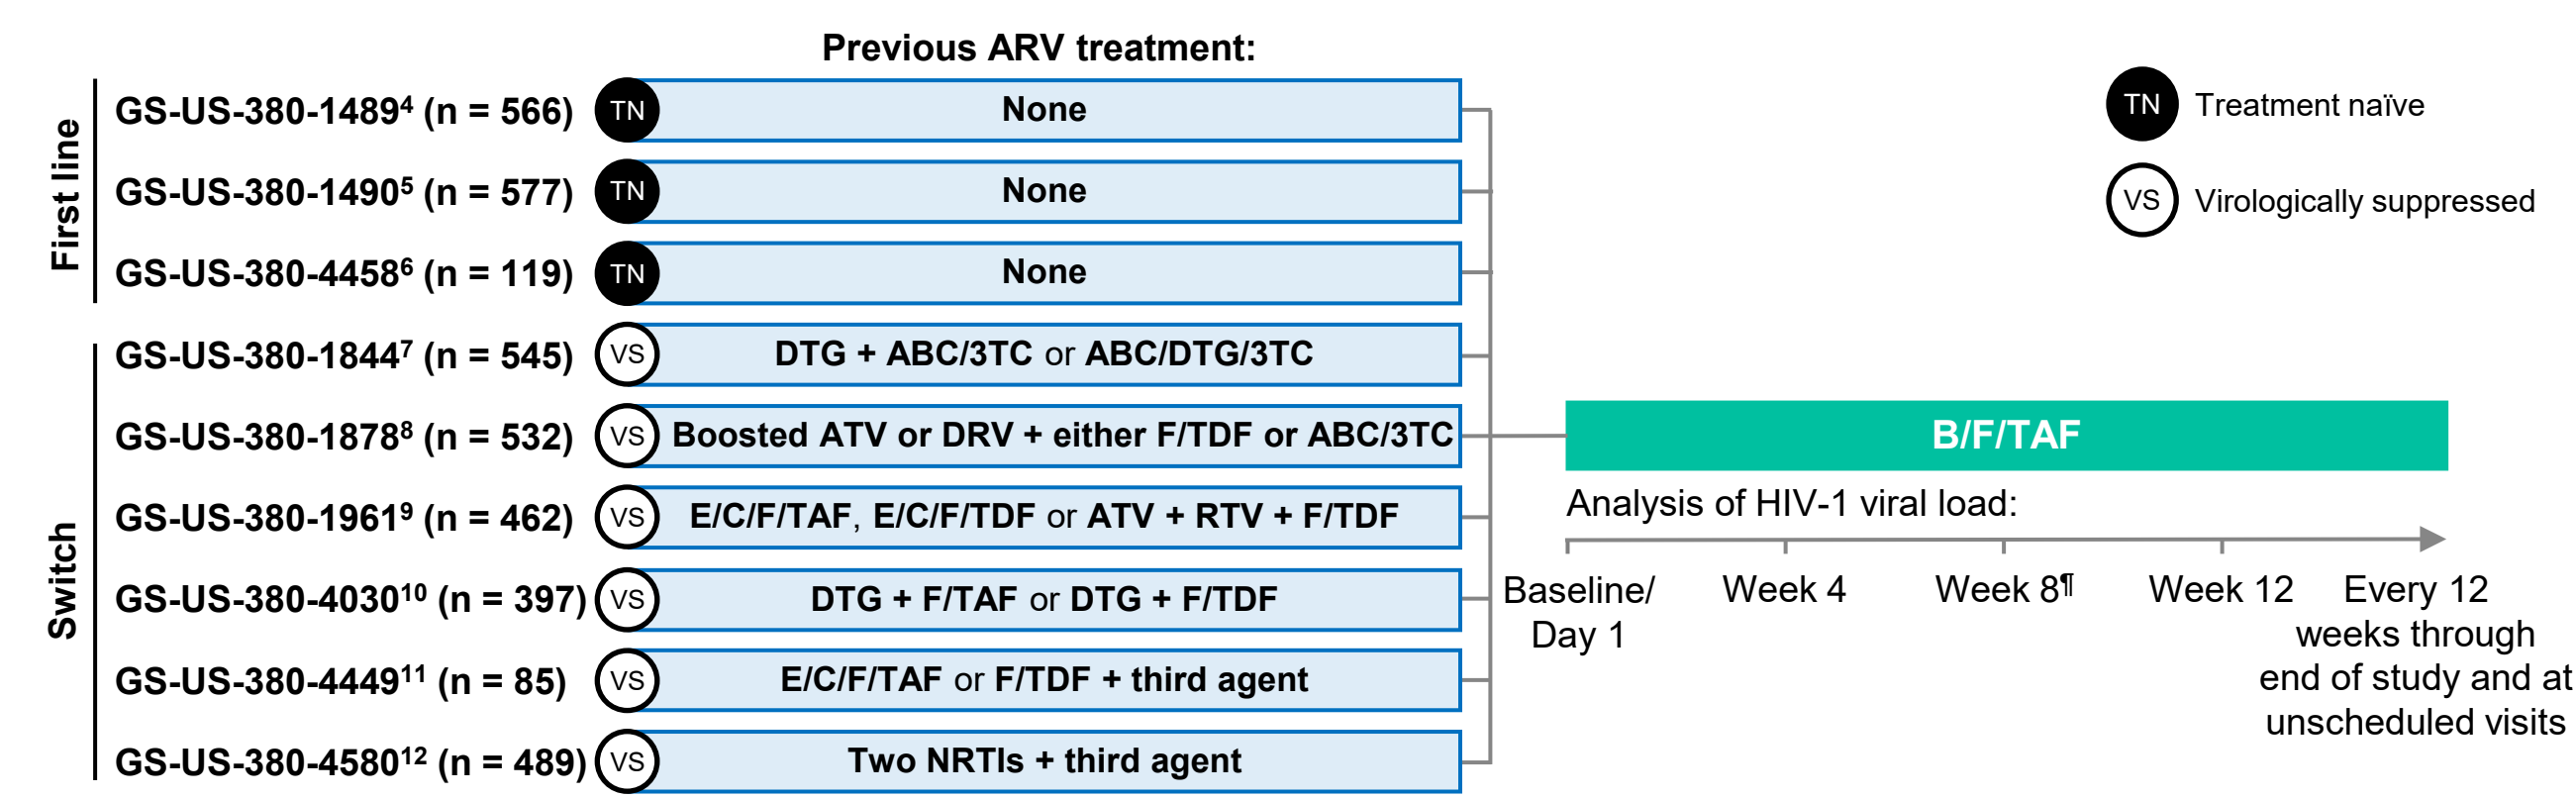 Previous ARV treatment:
First line
GS-US-380-1489⁴ (n = 566) TN None
GS-US-380-1490⁵ (n = 577) TN None
GS-US-380-4458⁶ (n = 119) TN None
Switch
GS-US-380-1844⁷ (n = 545) VS DTG + ABC/3TC or ABC/DTG/3TC
GS-US-380-1878⁸ (n = 532) VS Boosted ATV or DRV + either F/TDF or ABC/3TC
GS-US-380-1961⁹ (n = 462) VS E/C/F/TAF, E/C/F/TDF or ATV + RTV + F/TDF
GS-US-380-4030¹⁰ (n = 397) VS DTG + F/TAF or DTG + F/TDF
GS-US-380-4449¹¹ (n = 85) VS E/C/F/TAF or F/TDF + third agent
GS-US-380-4580¹² (n = 489) VS Two NRTIs + third agent
TN Treatment naïve
VS Virologically suppressed
B/F/TAF
Analysis of HIV-1 viral load:
Baseline/
Day 1
Week 4
Week 8¶
Week 12
Every 12
weeks through
end of study and at
unscheduled visits